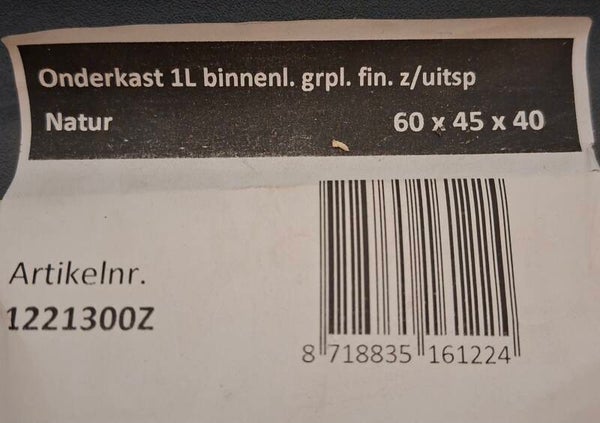 Onderkast 1L binnenl. grpl. fin. z/uitsp
Natur 60 x 45 x 40
Artikelnr.
1221300Z
8 718835 161224